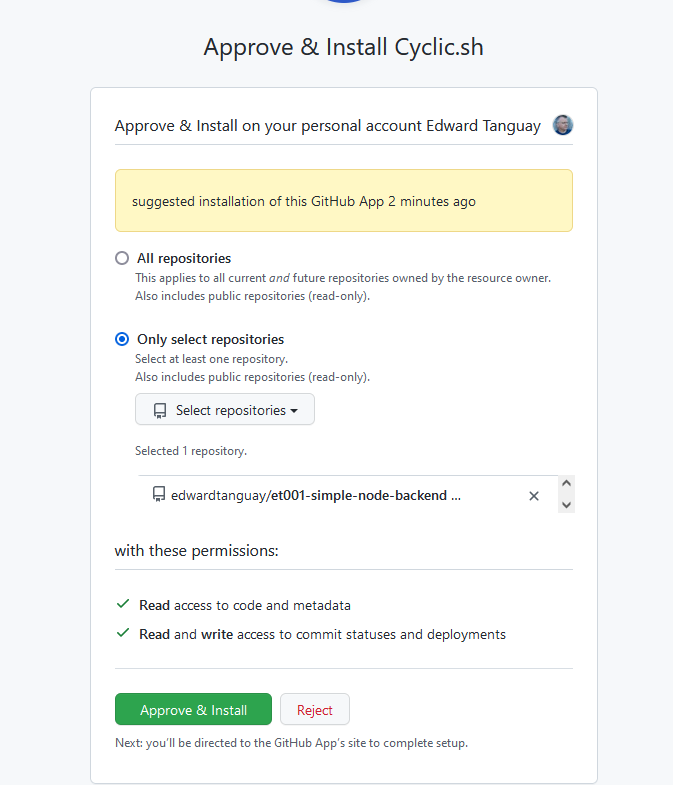 Approve & Install Cyclic.sh
Approve & Install on your personal account Edward Tanguay
suggested installation of this GitHub App 2 minutes ago
All repositories
This applies to all current and future repositories owned by the resource owner.
Also includes public repositories (read-only).
Only select repositories
Select at least one repository.
Also includes public repositories (read-only).
Select repositories
Selected 1 repository.
edwardtanguay/et001-simple-node-backend ...
with these permissions:
Read access to code and metadata
Read and write access to commit statuses and deployments
Approve & Install Reject
Next: you'll be directed to the GitHub App's site to complete setup.